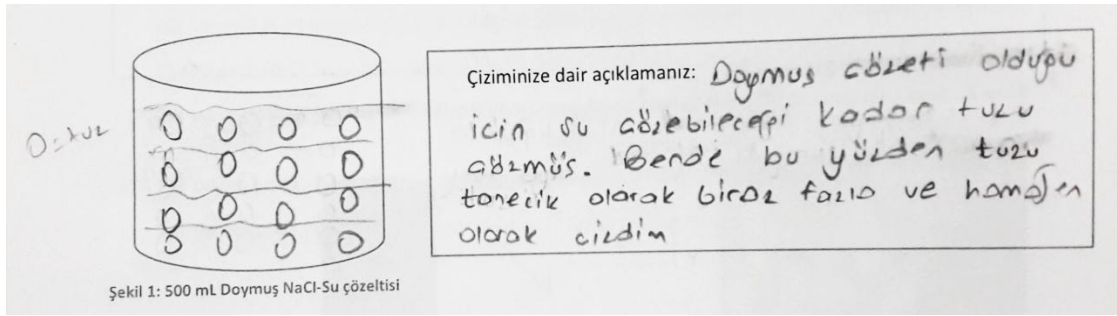 O=tuz
Çiziminize dair açıklamanız: Doymuş çözeti olduğu
için su çözebileceği kadar tuzu
çözmüş. Bende bu yüzden tuzu
tanecik olarak biraz fazla ve homojen
olarak çizdim
Şekil 1: 500 mL Doymuş NaCl-Su çözeltisi